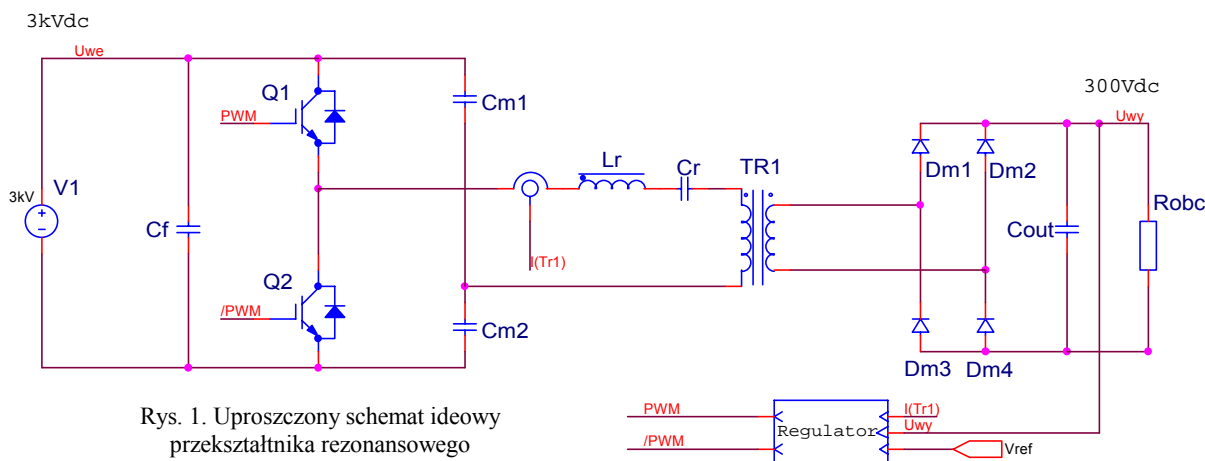 3kVdc
Uwe
Q1
PWM
Cm1
300Vdc
Uwy
Lr
Cr
TR1
Dm1
Dm2
3kV
V1
Cf
Cout
Robc
I(Tr1)
Q2
/PWM
Cm2
Dm3
Dm4
Rys. 1. Uproszczony schemat ideowy
przekształtnika rezonansowego
PWM
/PWM
Regulator
I(Tr1)
Uwy
Vref